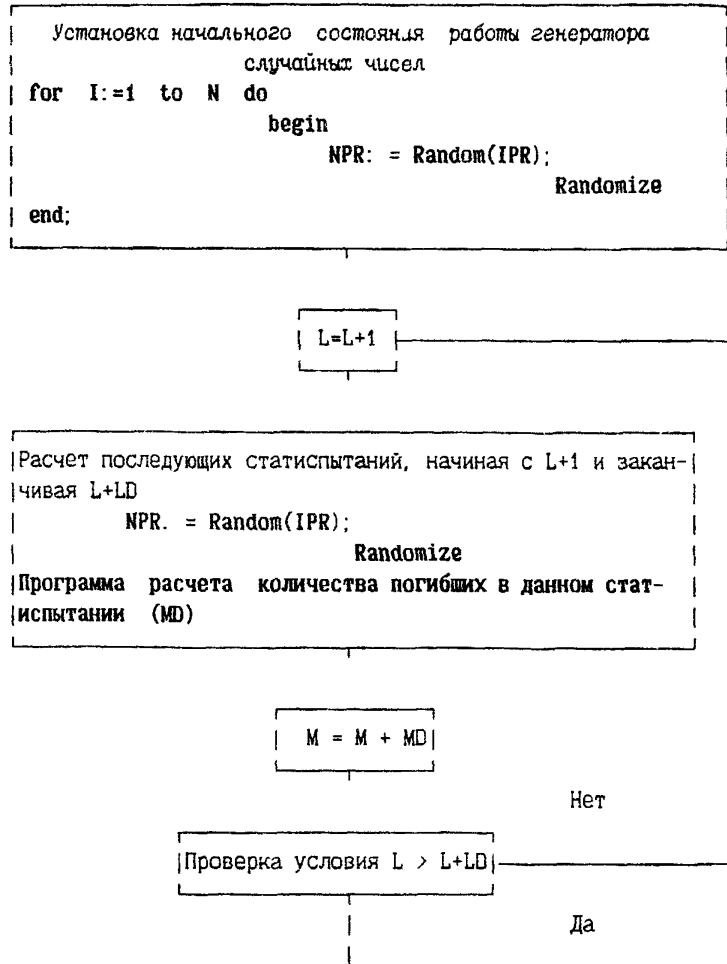 Установка начального состояния работы генератора
случайных чисел
for I:=1 to N do
begin
NPR: = Random(IPR);
Randomize
end;
L=L+1
Расчет последующих статиспытаний, начиная с L+1 и закан-
чивая L+LD
NPR. = Random(IPR);
Randomize
Программа расчета количества погибших в данном стат-
испытании (MD)
M = M + MD
Нет
Проверка условия L > L+LD
Да